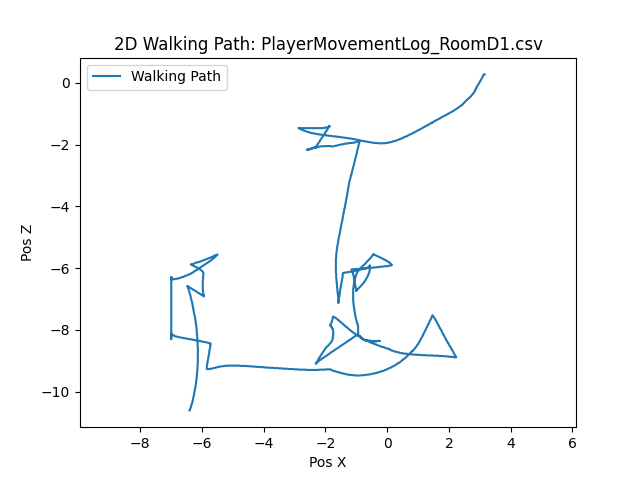 2D Walking Path: PlayerMovementLog_RoomD1.csv
Walking Path
0
−2
−4
−6
−8
−10
Pos Z
−8 −6 −4 −2 0 2 4 6
Pos X